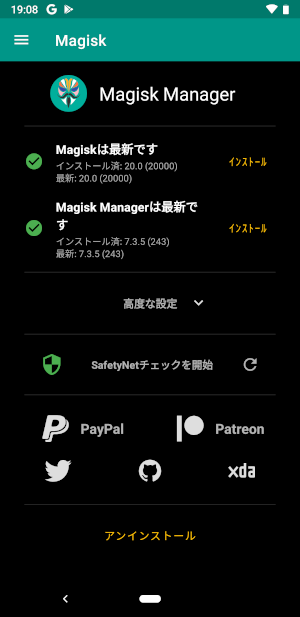 19:08
Magisk
Magisk Manager
Magiskは最新です
インストール済: 20.0 (20000)
最新: 20.0 (20000)
インストール
Magisk Managerは最新で
す
インストール済: 7.3.5 (243)
最新: 7.3.5 (243)
インストール
高度な設定
SafetyNetチェックを開始
PayPal
Patreon
xda
アンインストール